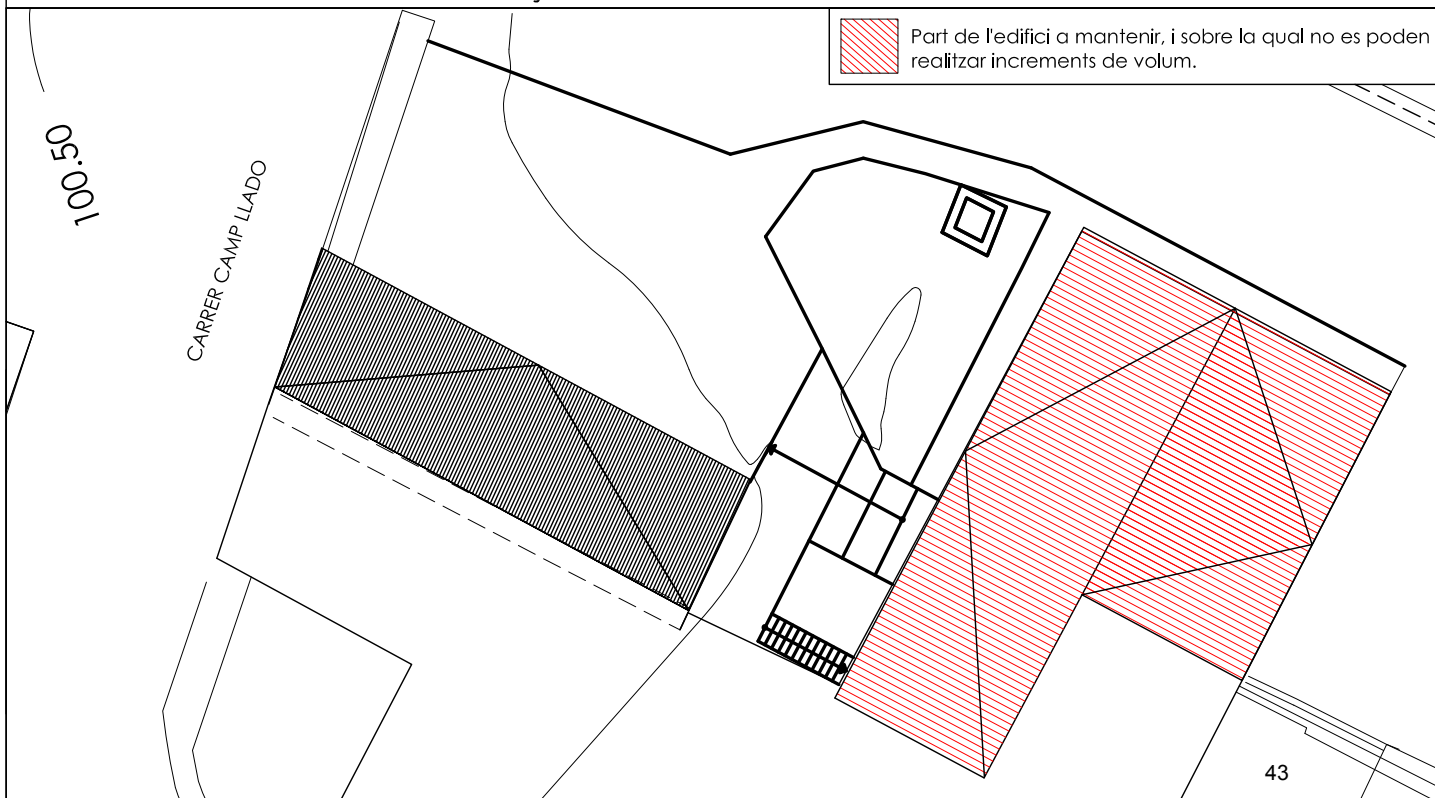 Part de l'edifici a mantenir, i sobre la qual no es poden
realitzar increments de volum.
100.50
CARRER CAMP LLADO
43